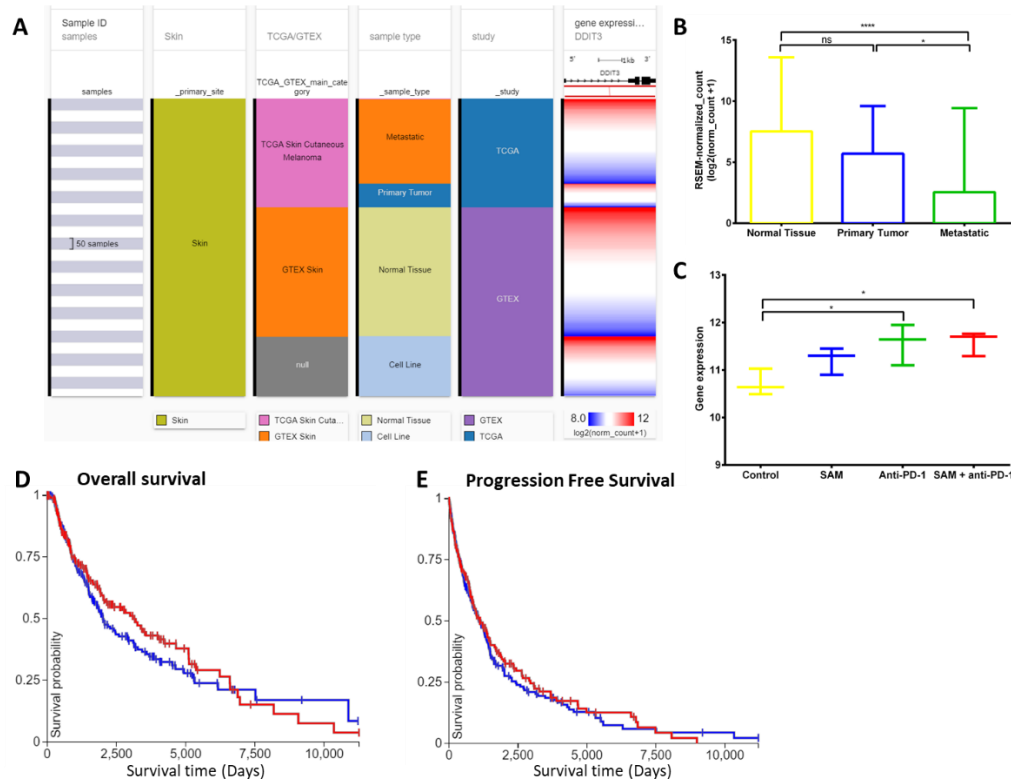 A
Sample ID
samples
samples
] 50 samples
Skin
_primary_site
Skin
Skin
TCGA/GTEX
TCGA_GTEX_main_cate
gory
TCGA Skin Cutaneous
Melanoma
GTEX Skin
null
TCGA Skin Cuta...
GTEX Skin
sample type
_sample_type
Metastatic
Primary Tumor
Normal Tissue
Cell Line
Normal Tissue
Cell Line
study
_study
TCGA
GTEX
GTEX
TCGA
gene expressi...
DDIT3
5' 1kb 3'
DDIT3
8.0 12
log2(norm_count+1)
B
****
ns *
RSEM-normalized_count
(log2(norm_count +1)
15
10
5
0
Normal Tissue Primary Tumor Metastatic
C
*
*
Gene expression
13
12
11
10
9
Control SAM Anti-PD-1 SAM + anti-PD-1
D Overall survival
1
0.75
0.5
0.25
0
Survival probability
0 2,500 5,000 7,500 10,000
Survival time (Days)
E Progression Free Survival
1
0.75
0.5
0.25
0
Survival probability
0 2,500 5,000 7,500 10,000
Survival time (Days)